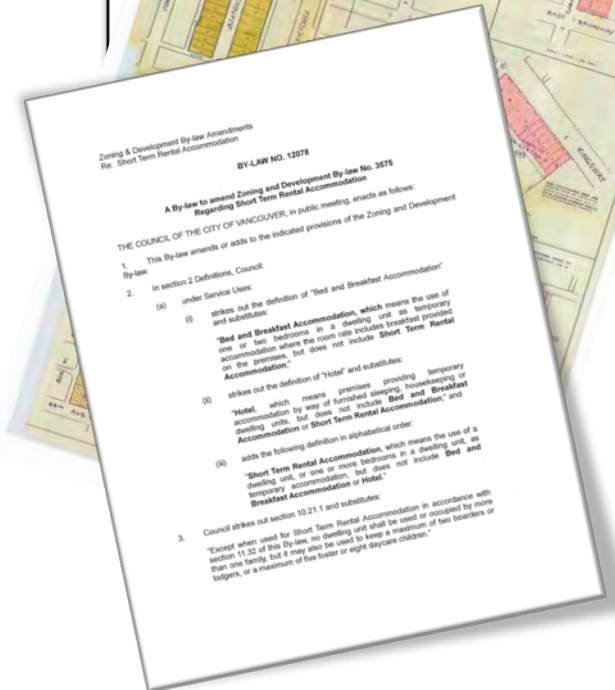 EAST BROADWAY
KINGSWAY
Zoning & Development By-law Amendments
Re: Short Term Rental Accommodation
BY-LAW NO. 12078
A By-law to amend Zoning and Development By-law No. 3575
Regarding Short Term Rental Accommodation
THE COUNCIL OF THE CITY OF VANCOUVER, in public meeting, enacts as follows:
1. This By-law amends or adds to the indicated provisions of the Zoning and Development
By-law.
2. In section 2 Definitions, Council:
(a) under Service Uses:
(i) strikes out the definition of "Bed and Breakfast Accommodation"
and substitutes:
"Bed and Breakfast Accommodation, which means the use of
one or two bedrooms in a dwelling unit as temporary
accommodation where the room rate includes breakfast provided
on the premises, but does not include Short Term Rental
Accommodation,"
(ii) strikes out the definition of "Hotel" and substitutes:
"Hotel, which means premises providing temporary
accommodation by way of furnished sleeping, housekeeping or
dwelling units, but does not include Bed and Breakfast
Accommodation or Short Term Rental Accommodation," and
(iii) adds the following definition in alphabetical order:
"Short Term Rental Accommodation, which means the use of a
dwelling unit, or one or more bedrooms in a dwelling unit, as
temporary accommodation, but does not include Bed and
Breakfast Accommodation or Hotel."
3. Council strikes out section 10.21.1 and substitutes:
"Except when used for Short Term Rental Accommodation in accordance with
section 11.32 of this By-law, no dwelling unit shall be used or occupied by more
than one family, but it may also be used to keep a maximum of two boarders or
lodgers, or a maximum of five foster or eight daycare children."